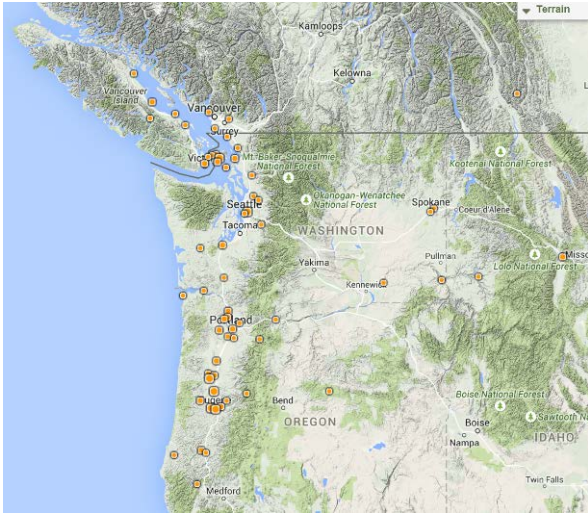 Terrain
Kamloops
Kelowna
Vancouver
Island
Vancouver
Surrey
Mt.Baker-Snoqualmie
National Forest
Kootenai National Forest
Okanogan-Wenatchee
National Forest
Seattle
Tacoma
WASHINGTON
Spokane
Coeur d'Alene
Pullman
Lolo National Forest
Yakima
Kennewick
Portland
Bend
OREGON
Boise National Forest
Boise
Nampa
Sawtooth N
IDAHO
Twin Falls
Medford